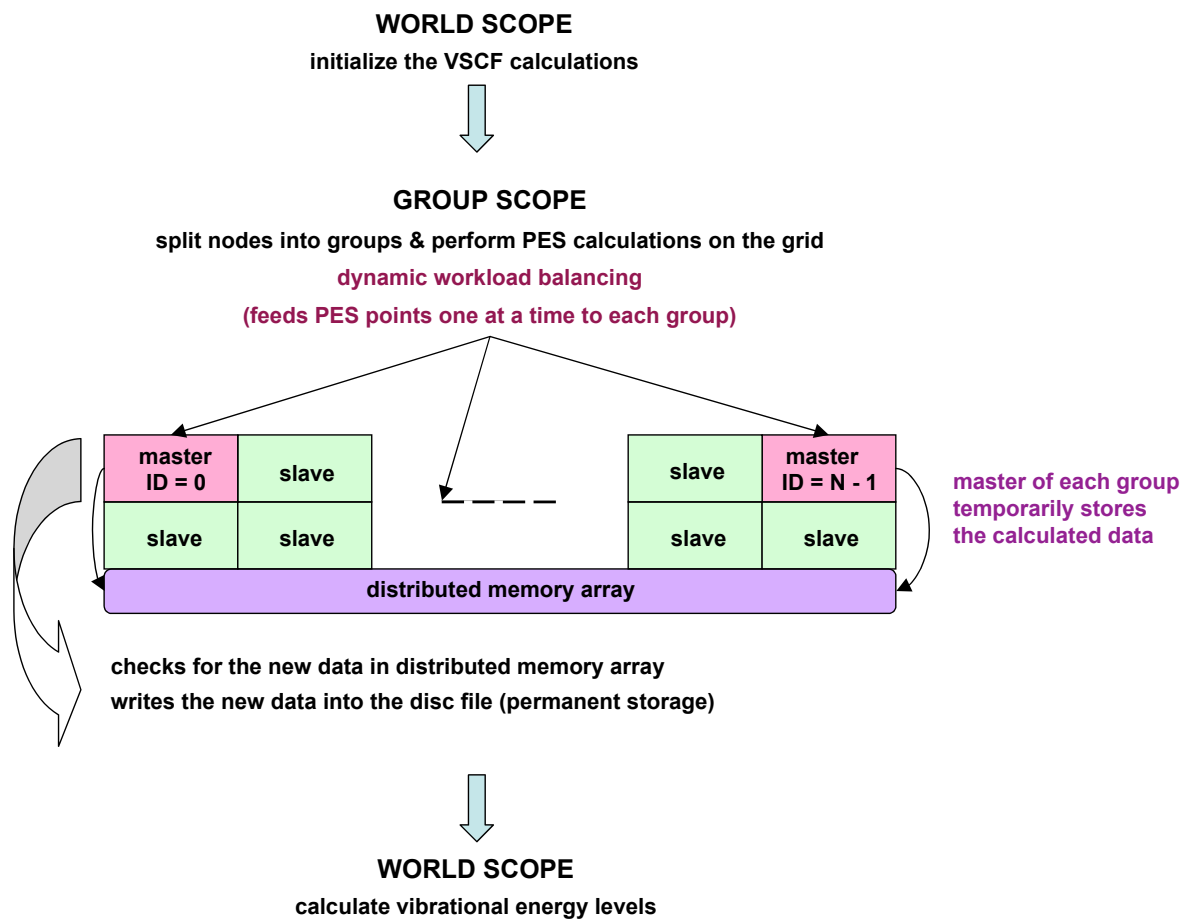 WORLD SCOPE
initialize the VSCF calculations
GROUP SCOPE
split nodes into groups & perform PES calculations on the grid
dynamic workload balancing
(feeds PES points one at a time to each group)
master
ID = 0
slave
slave
slave
slave
master
ID = N - 1
slave
slave
master of each group
temporarily stores
the calculated data
distributed memory array
checks for the new data in distributed memory array
writes the new data into the disc file (permanent storage)
WORLD SCOPE
calculate vibrational energy levels